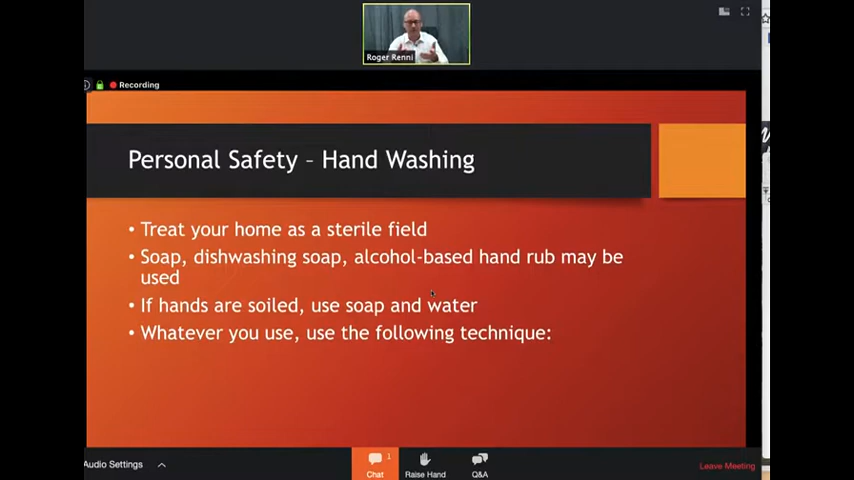 Roger Renni
Recording
Personal Safety – Hand Washing
• Treat your home as a sterile field
• Soap, dishwashing soap, alcohol-based hand rub may be
used
• If hands are soiled, use soap and water
• Whatever you use, use the following technique:
Audio Settings
1
Chat
Raise Hand
Q&A
Leave Meeting